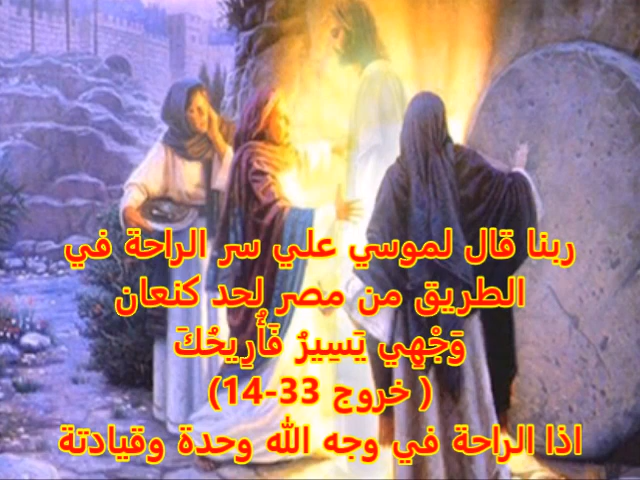 ربنا قال لموسي علي سر الراحة في
الطريق من مصر لحد كنعان
وَجْهِي يَسِيرُ فَأُرِيحُكَ
( خروج 33-14)
اذا الراحة في وجه الله وحدة وقيادتة